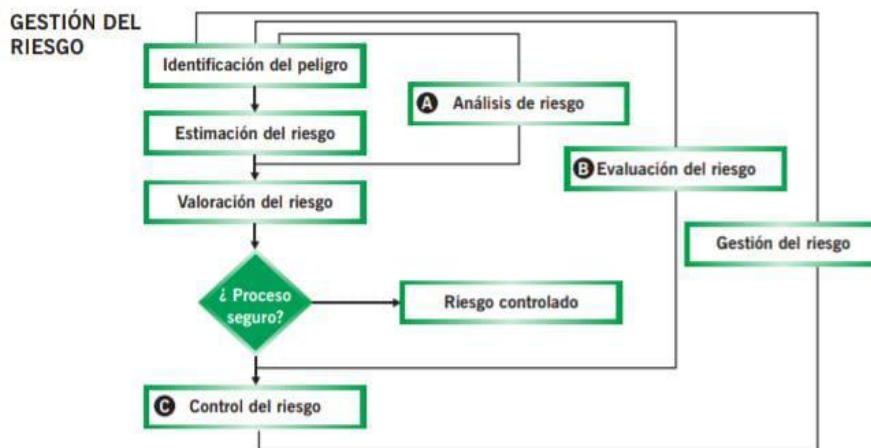 GESTIÓN DEL
RIESGO
Identificación del peligro
A Análisis de riesgo
Estimación del riesgo
B Evaluación del riesgo
Valoración del riesgo
Gestión del riesgo
¿ Proceso
seguro?
Riesgo controlado
C Control del riesgo